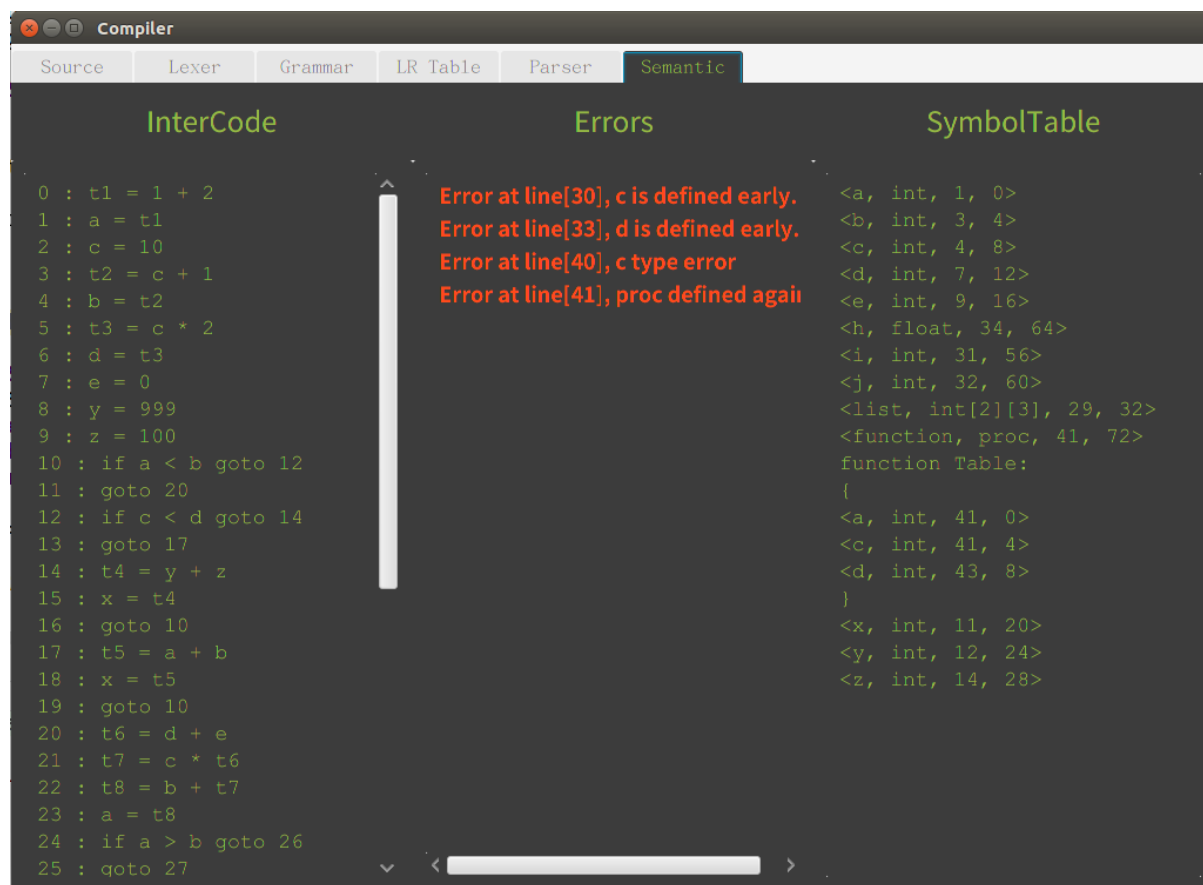 Compiler
Source Lexer Grammar LR Table Parser Semantic
InterCode
0 : t1 = 1 + 2
1 : a = t1
2 : c = 10
3 : t2 = c + 1
4 : b = t2
5 : t3 = c * 2
6 : d = t3
7 : e = 0
8 : y = 999
9 : z = 100
10 : if a < b goto 12
11 : goto 20
12 : if c < d goto 14
13 : goto 17
14 : t4 = y + z
15 : x = t4
16 : goto 10
17 : t5 = a + b
18 : x = t5
19 : goto 10
20 : t6 = d + e
21 : t7 = c * t6
22 : t8 = b + t7
23 : a = t8
24 : if a > b goto 26
25 : goto 27
Errors
Error at line[30], c is defined early.
Error at line[33], d is defined early.
Error at line[40], c type error
Error at line[41], proc defined
SymbolTable
<a, int, 1, 0>
<b, int, 3, 4>
<c, int, 4, 8>
<d, int, 7, 12>
<e, int, 9, 16>
<h, float, 34, 64>
<i, int, 31, 56>
<j, int, 32, 60>
<list, int[2][3], 29, 32>
<function, proc, 41, 72>
function Table:
{
<a, int, 41, 0>
<c, int, 41, 4>
<d, int, 43, 8>
}
<x, int, 11, 20>
<y, int, 12, 24>
<z, int, 14, 28>